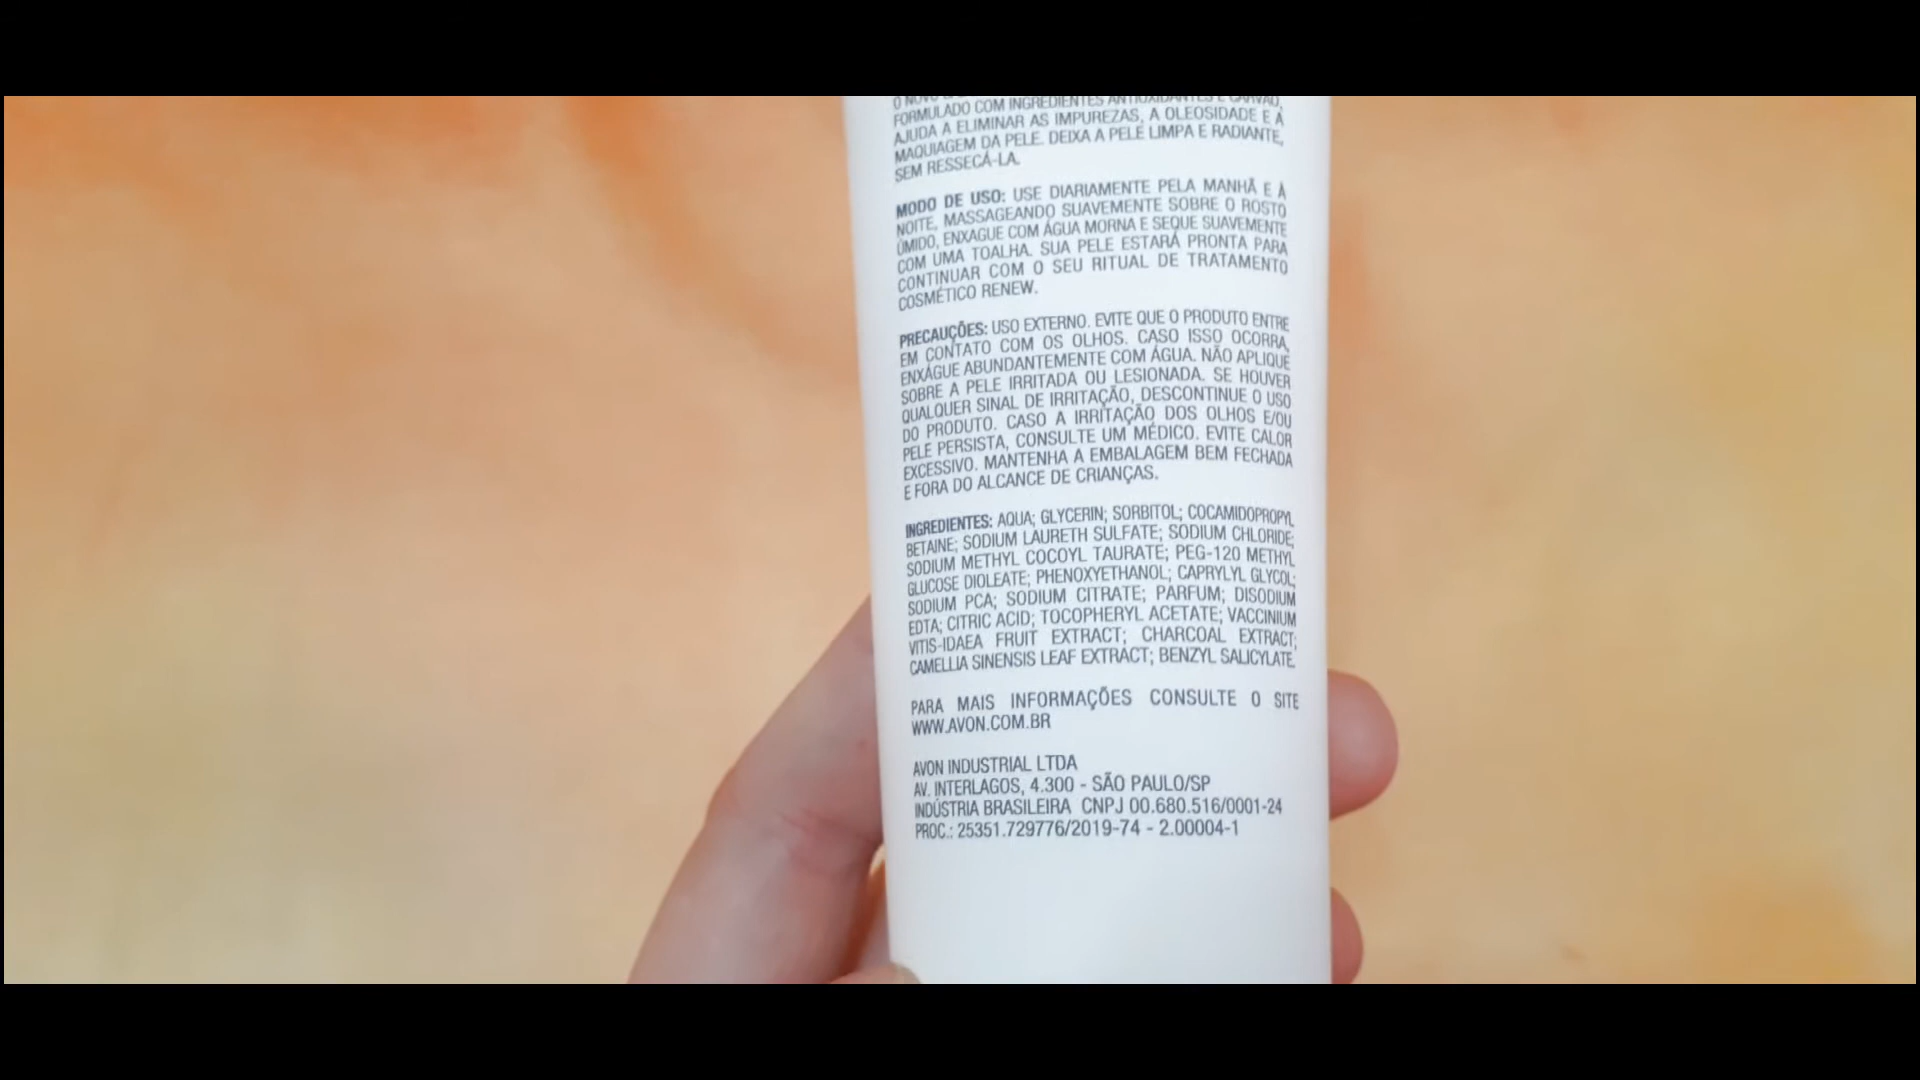 O NOVO
FORMULADO COM INGREDIENTES ANTIOXIDANTES E CARVÃO,
AJUDA A ELIMINAR AS IMPUREZAS, A OLEOSIDADE E A
MAQUIAGEM DA PELE. DEIXA A PELE LIMPA E RADIANTE,
SEM RESSECÁ-LA.
MODO DE USO: USE DIARIAMENTE PELA MANHÃ E À
NOITE, MASSAGEANDO SUAVEMENTE SOBRE O ROSTO
ÚMIDO, ENXAGUE COM ÁGUA MORNA E SEQUE SUAVEMENTE
COM UMA TOALHA. SUA PELE ESTARÁ PRONTA PARA
CONTINUAR COM O SEU RITUAL DE TRATAMENTO
COSMÉTICO RENEW.
PRECAUÇÕES: USO EXTERNO. EVITE QUE O PRODUTO ENTRE
EM CONTATO COM OS OLHOS. CASO ISSO OCORRA,
ENXÁGUE ABUNDANTEMENTE COM ÁGUA. NÃO APLIQUE
SOBRE A PELE IRRITADA OU LESIONADA. SE HOUVER
QUALQUER SINAL DE IRRITAÇÃO, DESCONTINUE O USO
DO PRODUTO. CASO A IRRITAÇÃO DOS OLHOS E/OU
PELE PERSISTA, CONSULTE UM MÉDICO. EVITE CALOR
EXCESSIVO. MANTENHA A EMBALAGEM BEM FECHADA
E FORA DO ALCANCE DE CRIANÇAS.
INGREDIENTES: AQUA; GLYCERIN; SORBITOL; COCAMIDOPROPYL
BETAINE; SODIUM LAURETH SULFATE; SODIUM CHLORIDE;
SODIUM METHYL COCOYL TAURATE; PEG-120 METHYL
GLUCOSE DIOLEATE; PHENOXYETHANOL; CAPRYLYL GLYCOL;
SODIUM PCA; SODIUM CITRATE; PARFUM; DISODIUM
EDTA; CITRIC ACID; TOCOPHERYL ACETATE; VACCINIUM
VITIS-IDAEA FRUIT EXTRACT; CHARCOAL EXTRACT;
CAMELLIA SINENSIS LEAF EXTRACT; BENZYL SALICYLATE.
PARA MAIS INFORMAÇÕES CONSULTE O SITE
WWW.AVON.COM.BR
AVON INDUSTRIAL LTDA
AV. INTERLAGOS, 4.300 - SÃO PAULO/SP
INDÚSTRIA BRASILEIRA CNPJ 00.680.516/0001-24
PROC.: 25351.729776/2019-74 - 2.00004-1